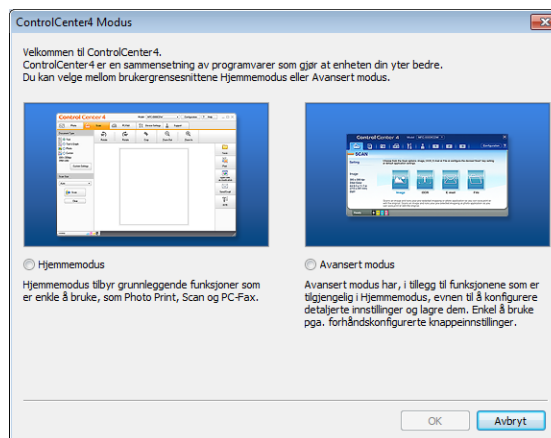 ControlCenter4 Modus
Velkommen til ControlCenter4.
ControlCenter4 er en sammensetning av programvarer som gjør at enheten din yter bedre.
Du kan velge mellom brukergrensesnittene Hjemmemodus eller Avansert modus.
Control Center 4
Control Center 4
SCAN
Hjemmemodus
Hjemmemodus tilbyr grunnleggende funksjoner som
er enkle å bruke, som Photo Print, Scan og PC-Fax.
Avansert modus
Avansert modus har, i tillegg til funksjonene som er
tilgjengelig i Hjemmemodus, evnen til å konfigurere
detaljerte innstillinger og lagre dem. Enkel å bruke
pga. forhåndskonfigurerte knappeinnstillinger.
OK
Avbryt